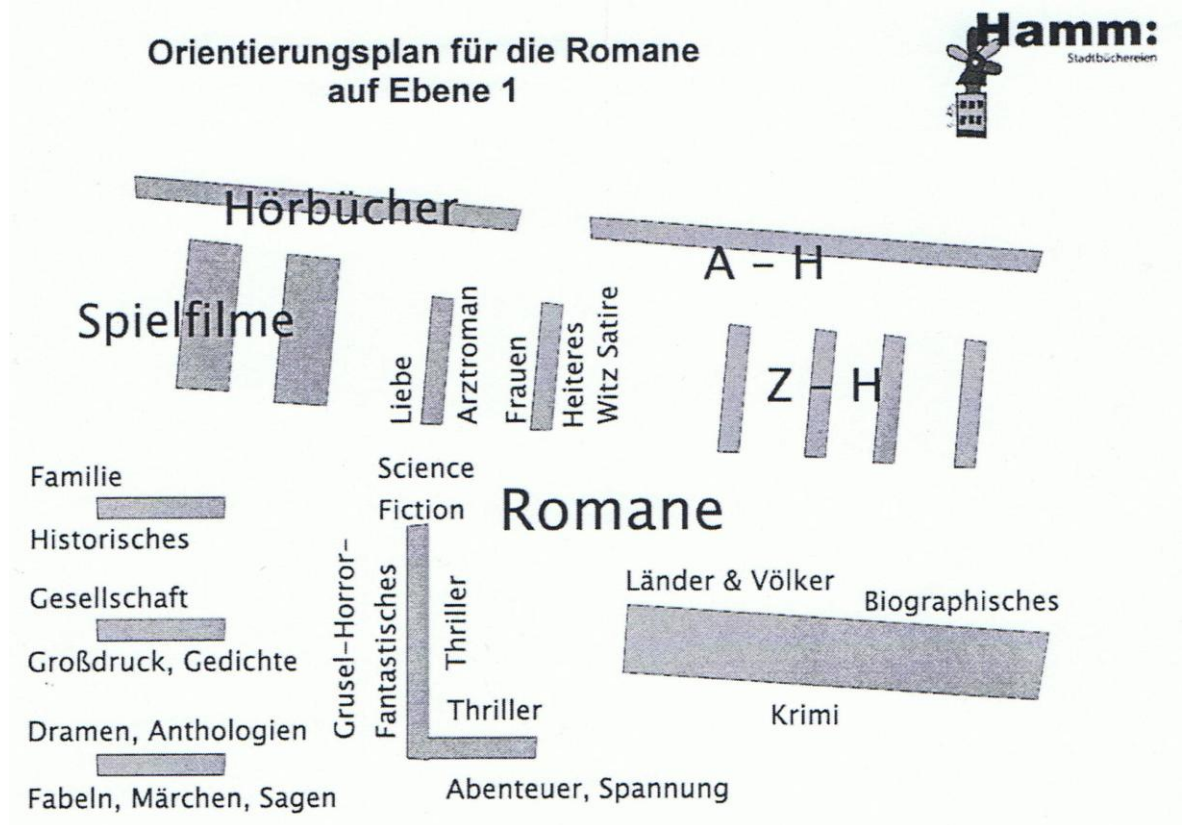 Orientierungsplan für die Romane
auf Ebene 1
Hamm:
Stadtbüchereien
Hörbücher
A – H
Spielfilme
Liebe
Arztroman
Frauen
Heiteres
Witz Satire
Z – H
Familie
Historisches
Science
Fiction
Romane
Gesellschaft
Großdruck, Gedichte
Grusel-Horror-
Fantastisches
Thriller
Thriller
Länder & Völker
Biographisches
Krimi
Dramen, Anthologien
Fabeln, Märchen, Sagen
Abenteuer, Spannung